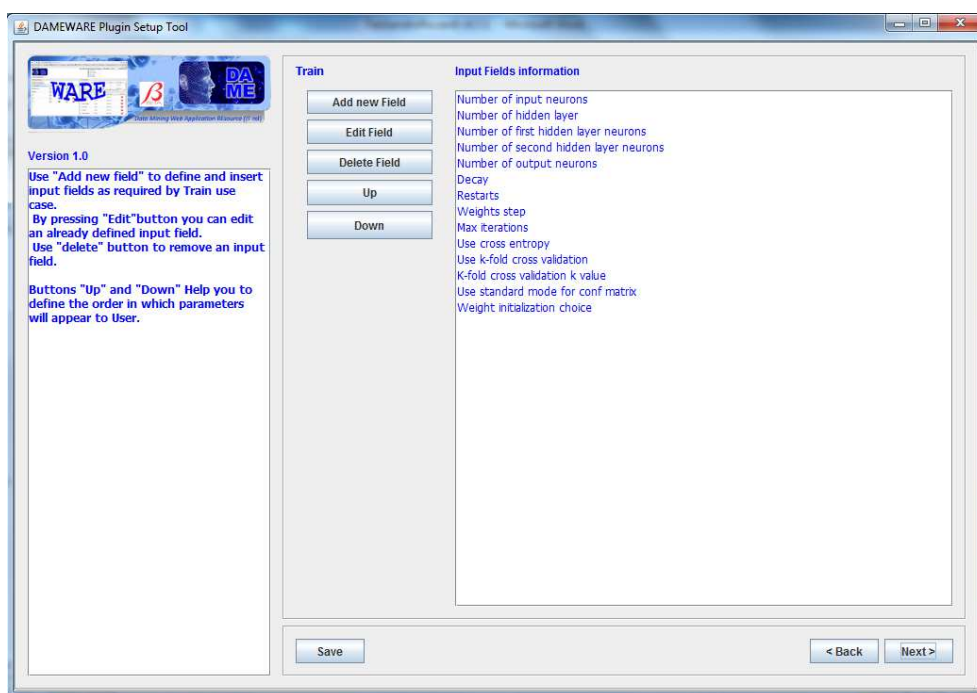 DAMEWARE Plugin Setup Tool
WARE
β
DA
ME
Data Mining Web Application REsource (β rel)
Version 1.0
Use "Add new field" to define and insert
input fields as required by Train use
case.
By pressing "Edit"button you can edit
an already defined input field.
Use "delete" button to remove an input
field.
Buttons "Up" and "Down" Help you to
define the order in which parameters
will appear to User.
Train
Add new Field
Edit Field
Delete Field
Up
Down
Input Fields information
Number of input neurons
Number of hidden layer
Number of first hidden layer neurons
Number of second hidden layer neurons
Number of output neurons
Decay
Restarts
Weights step
Max iterations
Use cross entropy
Use k-fold cross validation
K-fold cross validation k value
Use standard mode for conf matrix
Weight initialization choice
Save
< Back
Next >